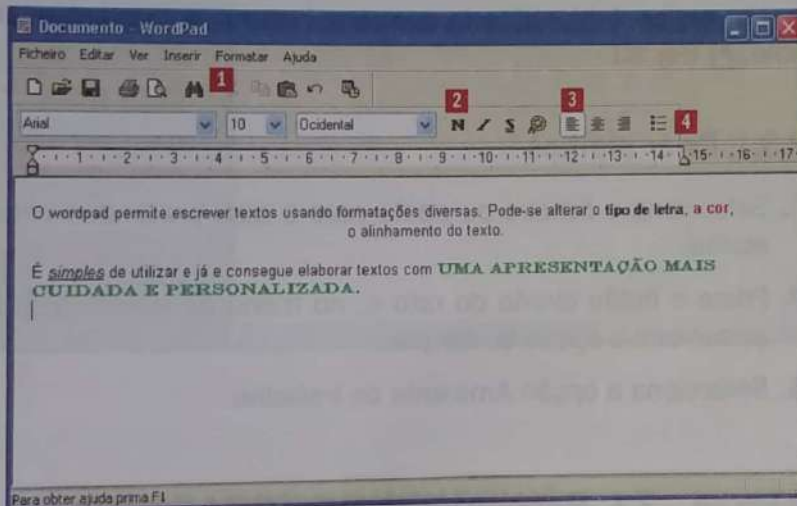 Documento - WordPad
Ficheiro Editar Ver Inserir Formatar Ajuda
1
2
3
Arial 10 Ocidental N I S 4
1 2 3 4 5 6 7 8 9 10 11 12 13 14 15 16 17
O wordpad permite escrever textos usando formatações diversas. Pode-se alterar o tipo de letra, a cor,
o alinhamento do texto.
É simples de utilizar e já e consegue elaborar textos com UMA APRESENTAÇÃO MAIS
CUIDADA E PERSONALIZADA.
Para obter ajuda prima F1